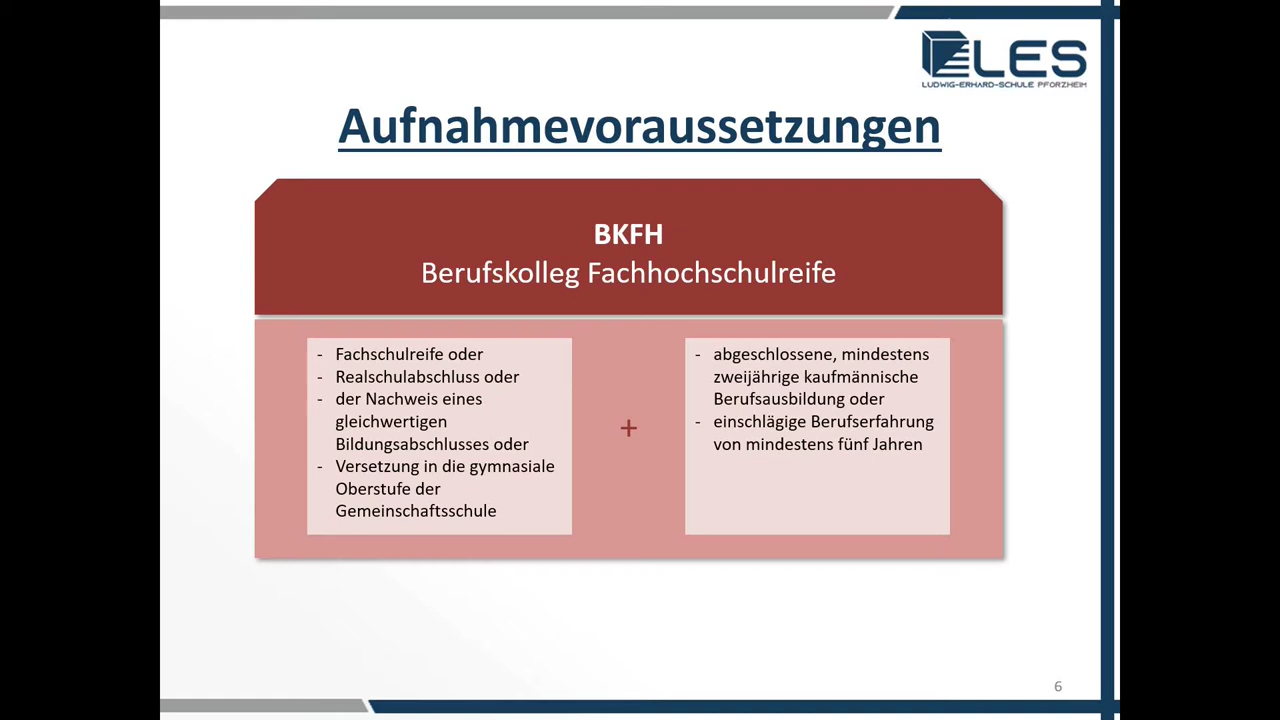 LES
LUDWIG-ERHARD-SCHULE PFORZHEIM
Aufnahmevoraussetzungen
BKFH
Berufskolleg Fachhochschulreife
- Fachschulreife oder
- Realschulabschluss oder
- der Nachweis eines
gleichwertigen
Bildungsabschlusses oder
- Versetzung in die gymnasiale
Oberstufe der
Gemeinschaftsschule
+
- abgeschlossene, mindestens
zweijährige kaufmännische
Berufsausbildung oder
- einschlägige Berufserfahrung
von mindestens fünf Jahren
6